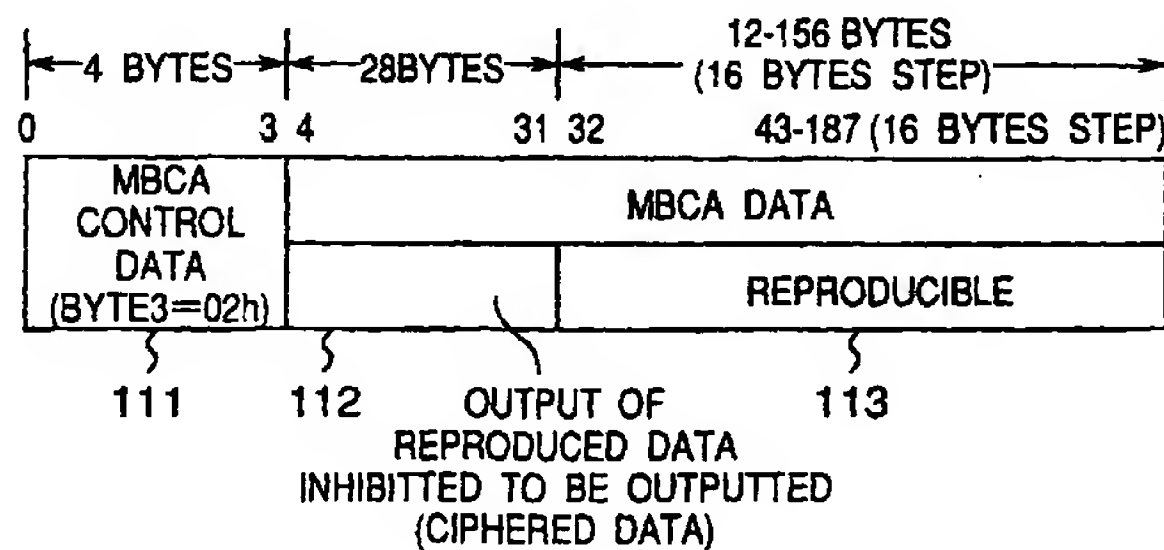 4 BYTES
28BYTES
12-156 BYTES
(16 BYTES STEP)
0
3
4
31
32
43-187 (16 BYTES STEP)
MBCA
CONTROL
DATA
(BYTE3=02h)
MBCA DATA
REPRODUCIBLE
111
112
OUTPUT OF
REPRODUCED DATA
INHIBITTED TO BE OUTPUTTED
(CIPHERED DATA)
113